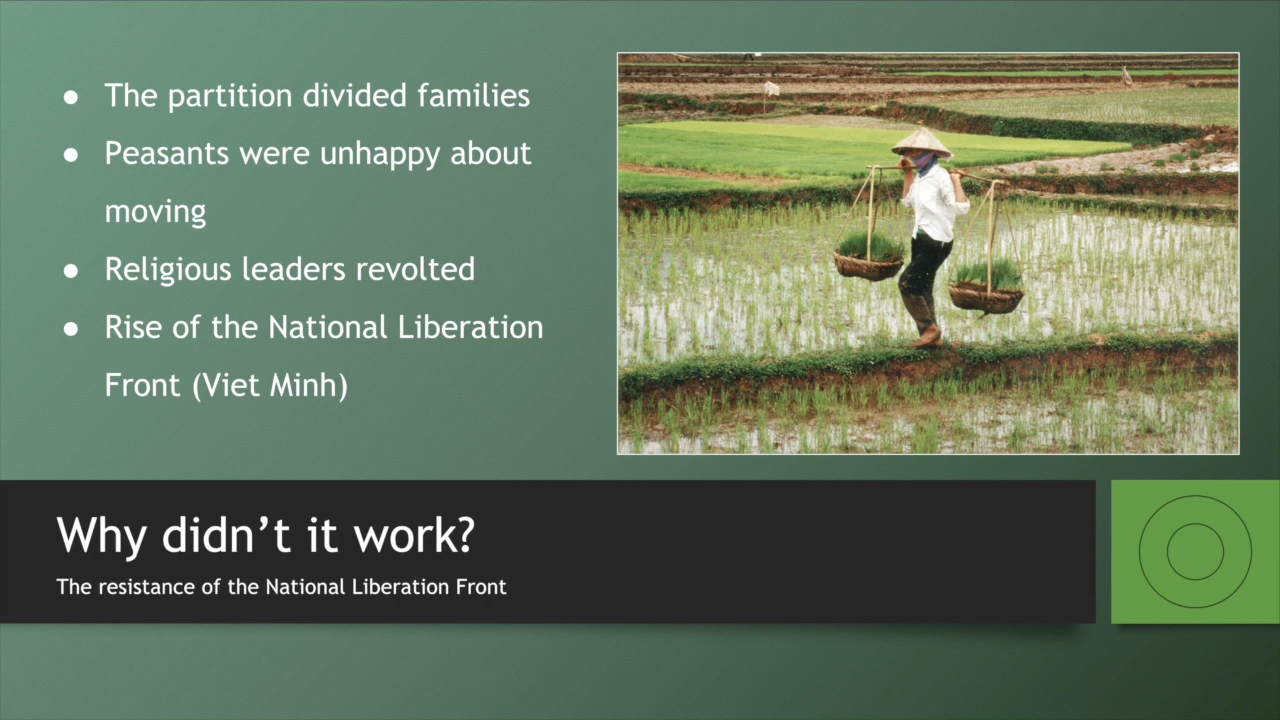 ● The partition divided families
● Peasants were unhappy about
moving
● Religious leaders revolted
● Rise of the National Liberation
Front (Viet Minh)
Why didn’t it work?
The resistance of the National Liberation Front